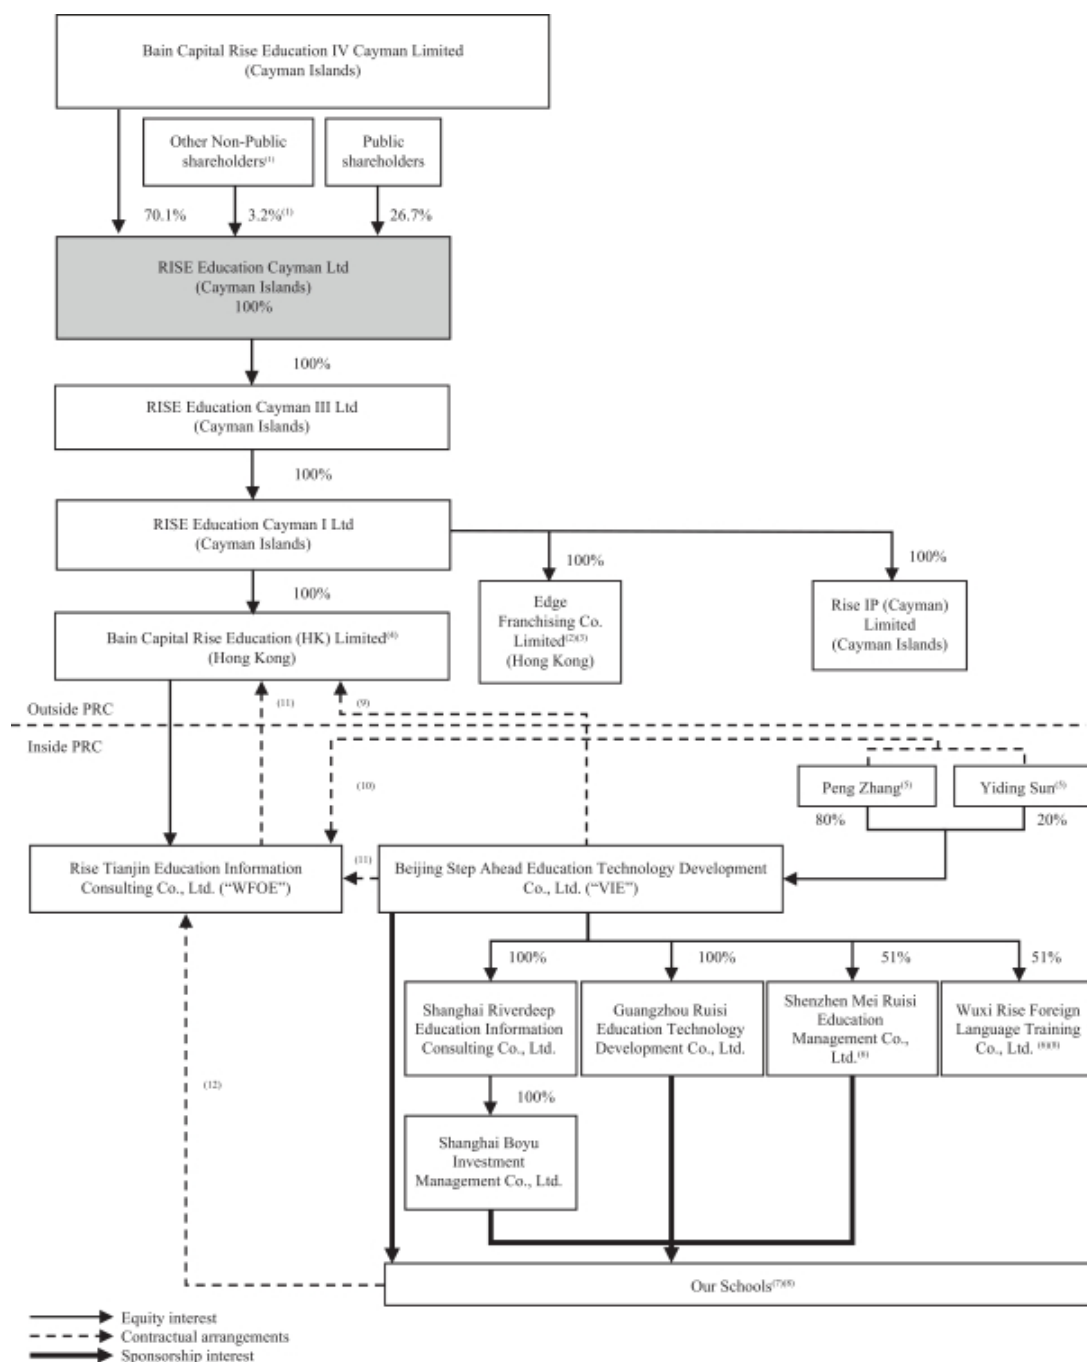 Bain Capital Rise Education IV Cayman Limited
(Cayman Islands)
Other Non-Public
shareholders(1)
Public
shareholders
70.1%
3.2%(1)
26.7%
RISE Education Cayman Ltd
(Cayman Islands)
100%
100%
RISE Education Cayman III Ltd
(Cayman Islands)
100%
RISE Education Cayman I Ltd
(Cayman Islands)
100%
100%
100%
Bain Capital Rise Education (HK) Limited(4)
(Hong Kong)
Edge
Franchising Co.
Limited(2)(3)
(Hong Kong)
Rise IP (Cayman)
Limited
(Cayman Islands)
(11)
(9)
Outside PRC
Inside PRC
(10)
Peng Zhang(5)
Yiding Sun(5)
80%
20%
Rise Tianjin Education Information
Consulting Co., Ltd. (“WFOE”)
(11)
Beijing Step Ahead Education Technology Development
Co., Ltd. (“VIE”)
100%
100%
51%
51%
Shanghai Riverdeep
Education Information
Consulting Co., Ltd.
Guangzhou Ruisi
Education Technology
Development Co., Ltd.
Shenzhen Mei Ruisi
Education
Management Co.,
Ltd.(6)
Wuxi Rise Foreign
Language Training
Co., Ltd.
(12)
100%
Shanghai Boyu
Investment
Management Co., Ltd.
Our Schools(7)(8)
Equity interest
Contractual arrangements
Sponsorship interest